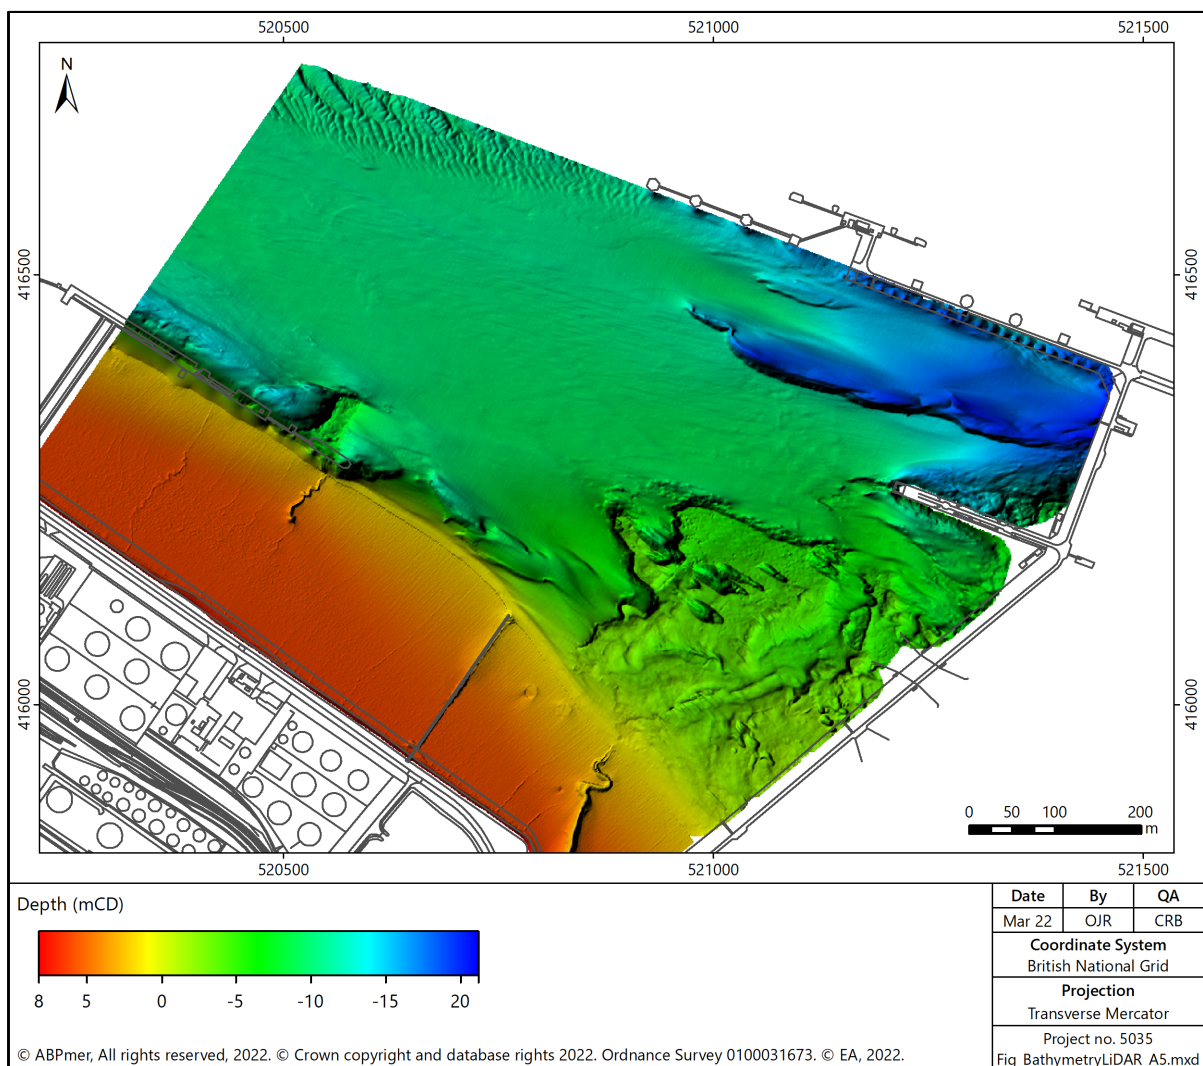 520500 521000 521500
N
416500 416500
416000 416000
0 50 100 200
m
520500 521000 521500
Depth (mCD)
8 5 0 -5 -10 -15 20
Date By QA
Mar 22 OJR CRB
Coordinate System
British National Grid
Projection
Transverse Mercator
Project no. 5035
Fig_BathymetryLiDAR_A5.mxd
© ABPmer, All rights reserved, 2022. © Crown copyright and database rights 2022. Ordnance Survey 0100031673. © EA, 2022.